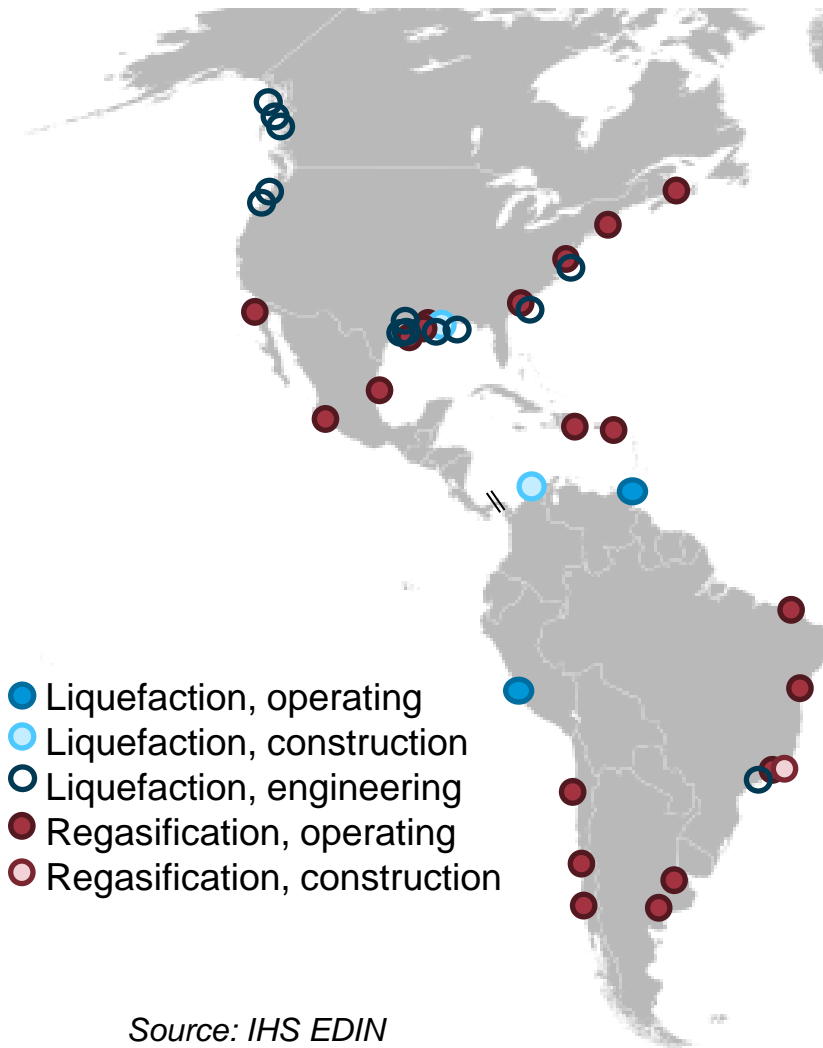 Liquefaction, operating
Liquefaction, construction
Liquefaction, engineering
Regasification, operating
Regasification, construction
Source: IHS EDIN